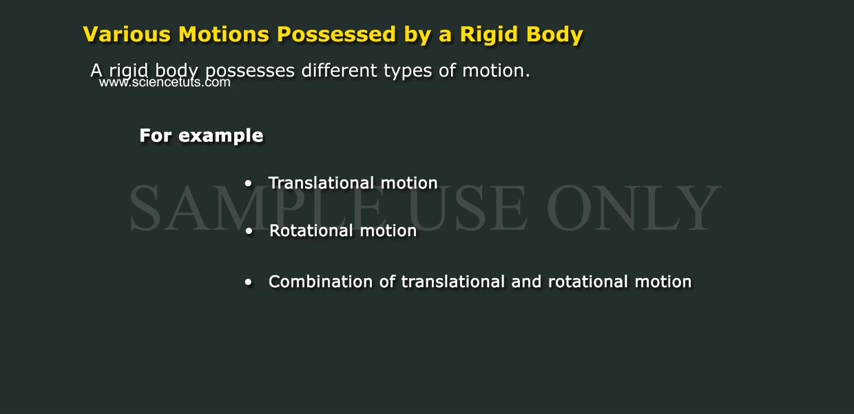 Various Motions Possessed by a Rigid Body
A rigid body possesses different types of motion.
www.sciencetuts.com
For example
• Translational motion
SAMPLE USE ONLY
• Rotational motion
• Combination of translational and rotational motion